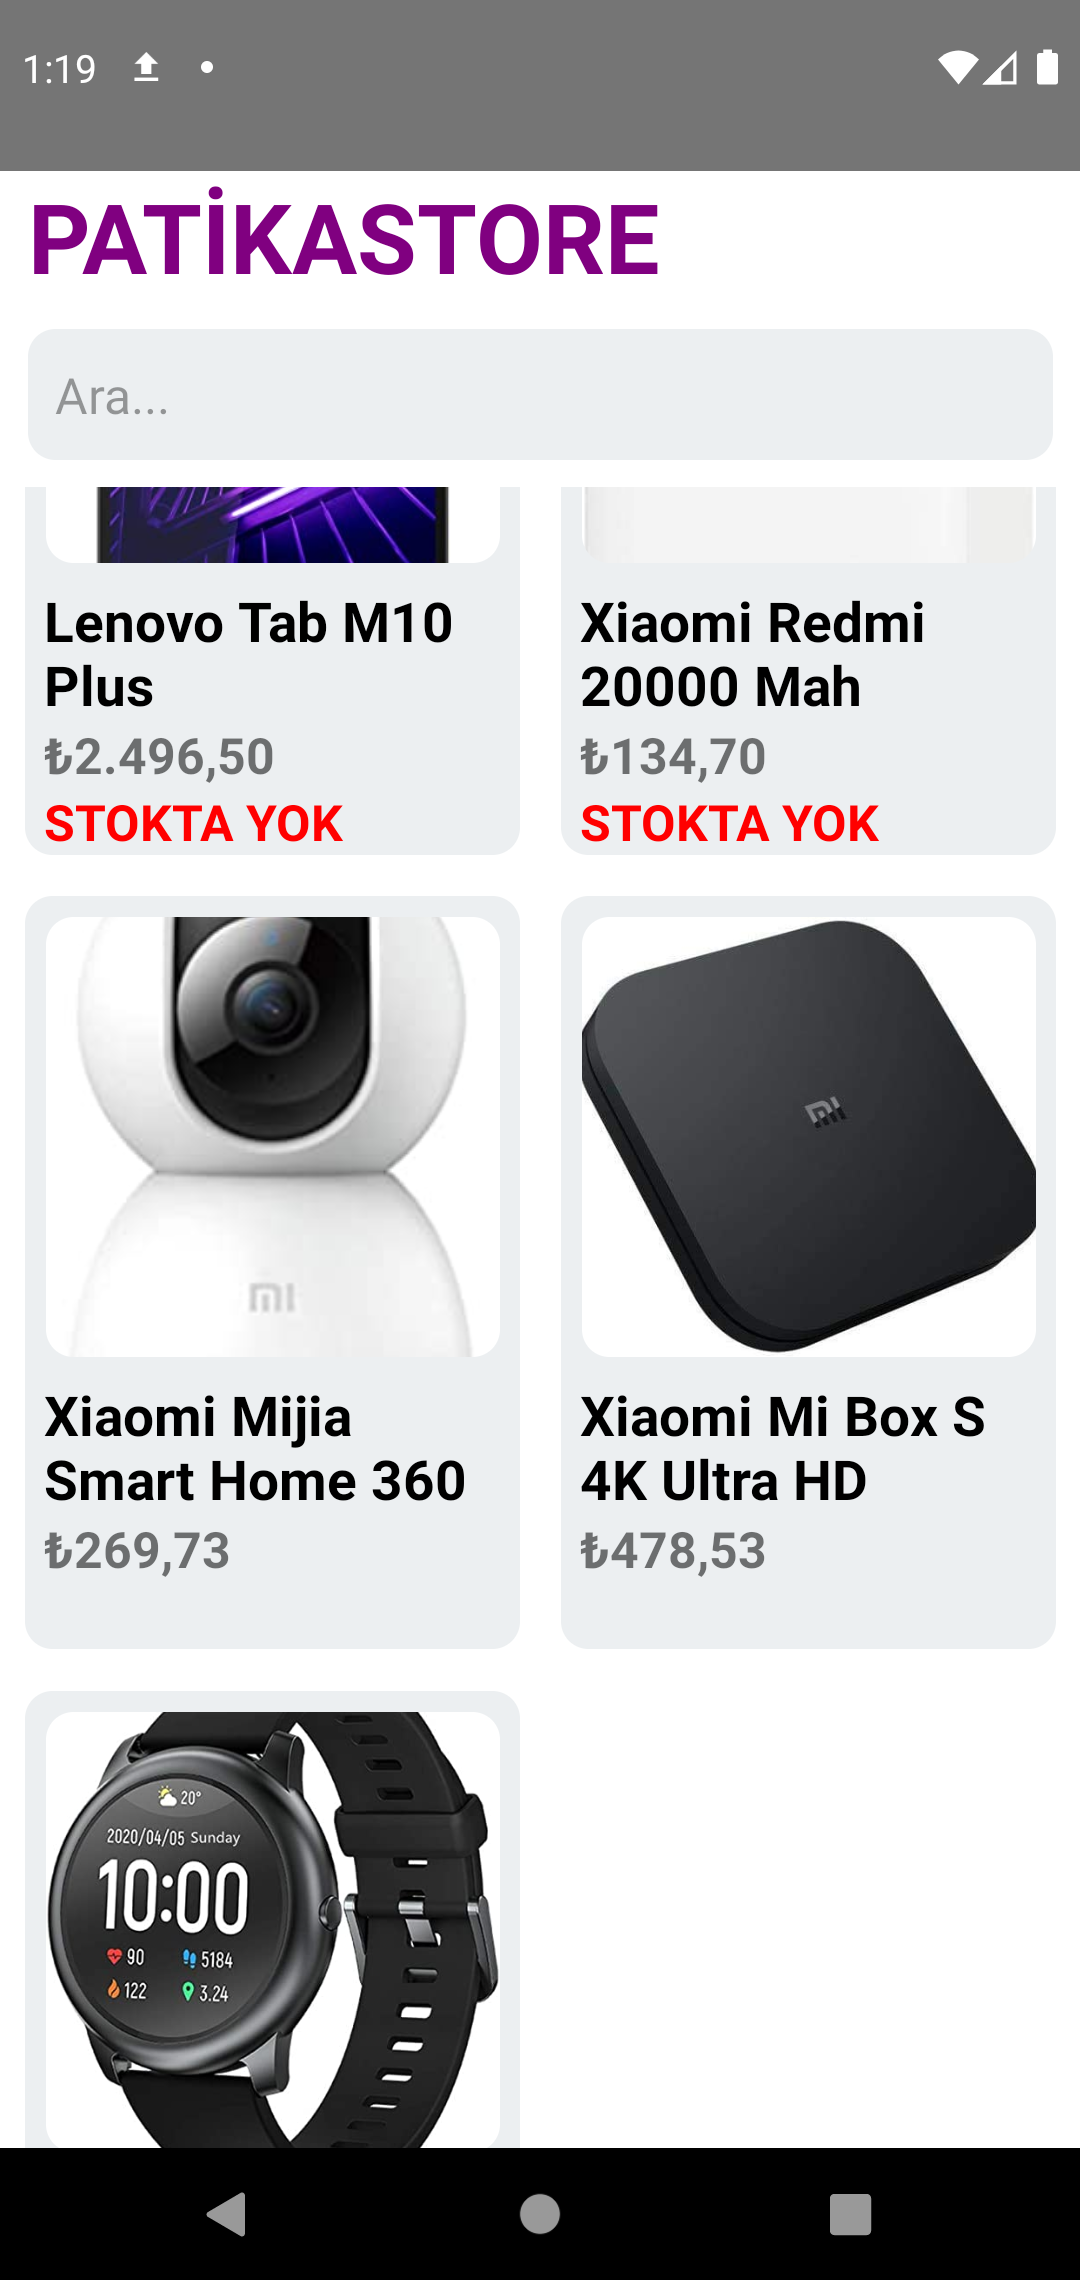 1:19
PATİKASTORE
Ara...
Lenovo Tab M10
Plus
₺2.496,50
STOKTA YOK
Xiaomi Redmi
20000 Mah
₺134,70
STOKTA YOK
mi
Xiaomi Mijia
Smart Home 360
₺269,73
mi
Xiaomi Mi Box S
4K Ultra HD
₺478,53
20°
2020/04/05 Sunday
10:00
90 5184
122 3.24